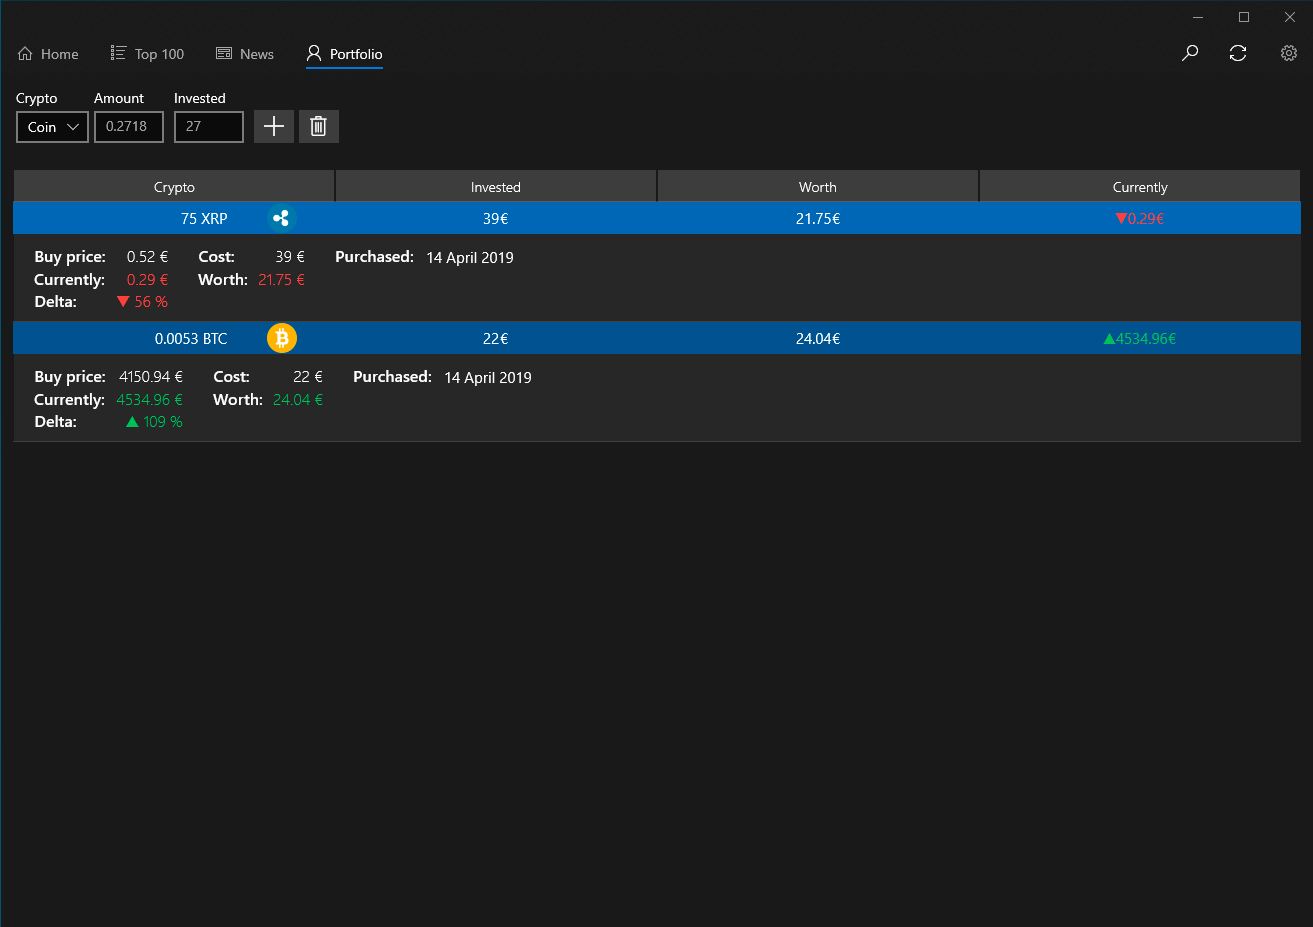 Home Top 100 News Portfolio
Crypto Amount Invested
Coin 0.2718 27
Crypto Invested Worth Currently
75 XRP 39€ 21.75€ ▼0.29€
Buy price: 0.52 € Cost: 39 € Purchased: 14 April 2019
Currently: 0.29 € Worth: 21.75 €
Delta: ▼ 56 %
0.0053 BTC 22€ 24.04€ ▲4534.96€
Buy price: 4150.94 € Cost: 22 € Purchased: 14 April 2019
Currently: 4534.96 € Worth: 24.04 €
Delta: ▲ 109 %